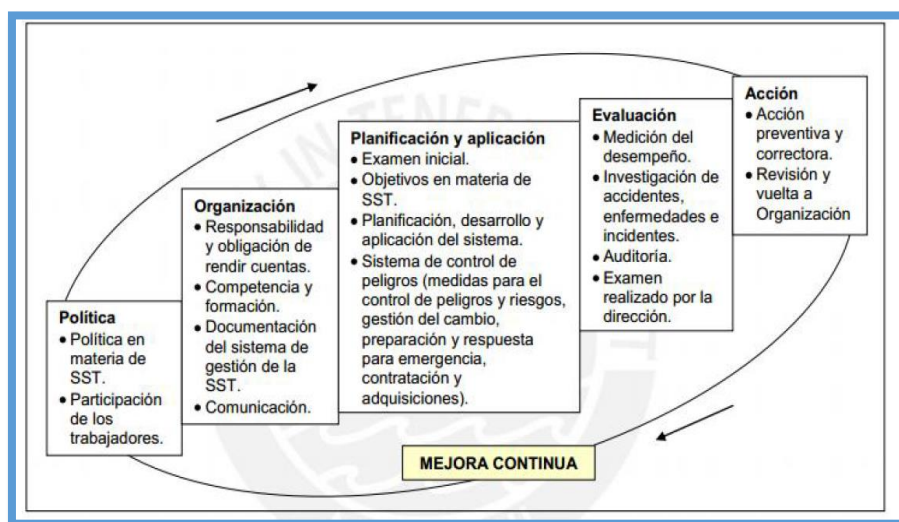 Política
• Política en
materia de
SST.
• Participación
de los
trabajadores.
Organización
• Responsabilidad
y obligación de
rendir cuentas.
• Competencia y
formación.
• Documentación
del sistema de
gestión de la
SST.
• Comunicación.
Planificación y aplicación
• Examen inicial.
• Objetivos en materia de
SST.
• Planificación, desarrollo y
aplicación del sistema.
• Sistema de control de
peligros (medidas para el
control de peligros y riesgos,
gestión del cambio,
preparación y respuesta
para emergencia,
contratación y
adquisiciones).
Evaluación
• Medición del
desempeño.
• Investigación de
accidentes,
enfermedades e
incidentes.
• Auditoría.
• Examen
realizado por la
dirección.
Acción
• Acción
preventiva y
correctora.
• Revisión y
vuelta a
Organización
MEJORA CONTINUA